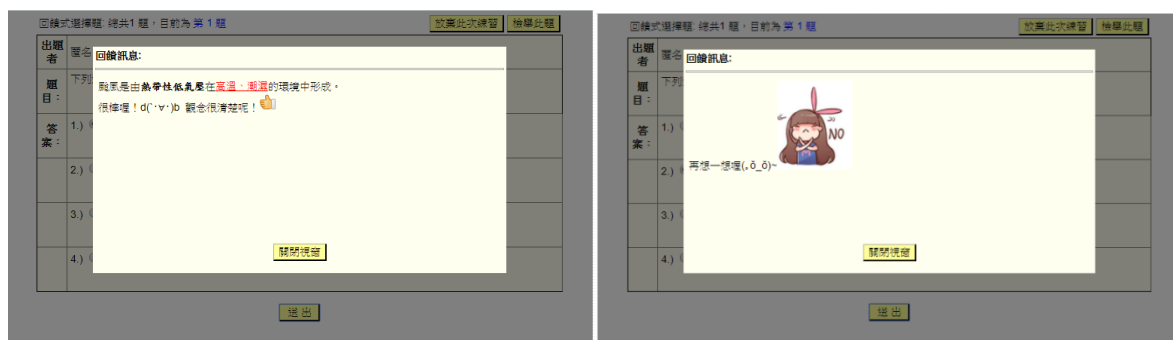 回饋式選擇題: 總共1 題，目前為 第 1 題
放棄此次練習
檢舉此題
出題者
匿名
回饋訊息:
題目：
下列
颱風是由熱帶性低氣壓在高溫、潮濕的環境中形成。
很棒喔！d(`･∀･)b 觀念很清楚呢！
答案：
1.)
2.)
3.)
4.)
關閉視窗
送出
回饋式選擇題: 總共1 題，目前為 第 1 題
放棄此次練習
檢舉此題
出題者
匿名
回饋訊息:
題目：
下列
答案：
1.)
NO
再想一想喔(｡ŏ_ŏ)~
2.)
3.)
4.)
關閉視窗
送出